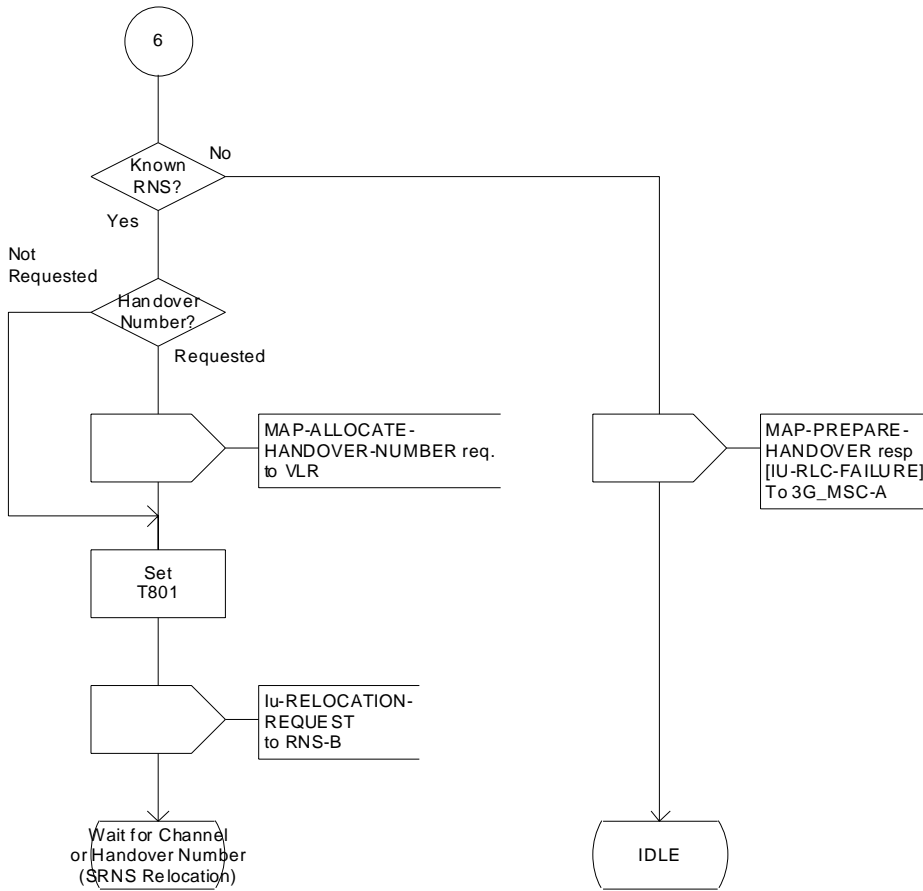 6
Known
RNS?
No
Yes
Not
Requested
Handover
Number?
Requested
MAP-ALLOCATE-
HANDOVER-NUMBER req.
to VLR
MAP-PREPARE-
HANDOVER resp
[IU-RLC-FAILURE]
To 3G_MSC-A
Set
T801
Iu-RELOCATION-
REQUEST
to RNS-B
Wait for Channel
or Handover Number
(SRNS Relocation)
IDLE